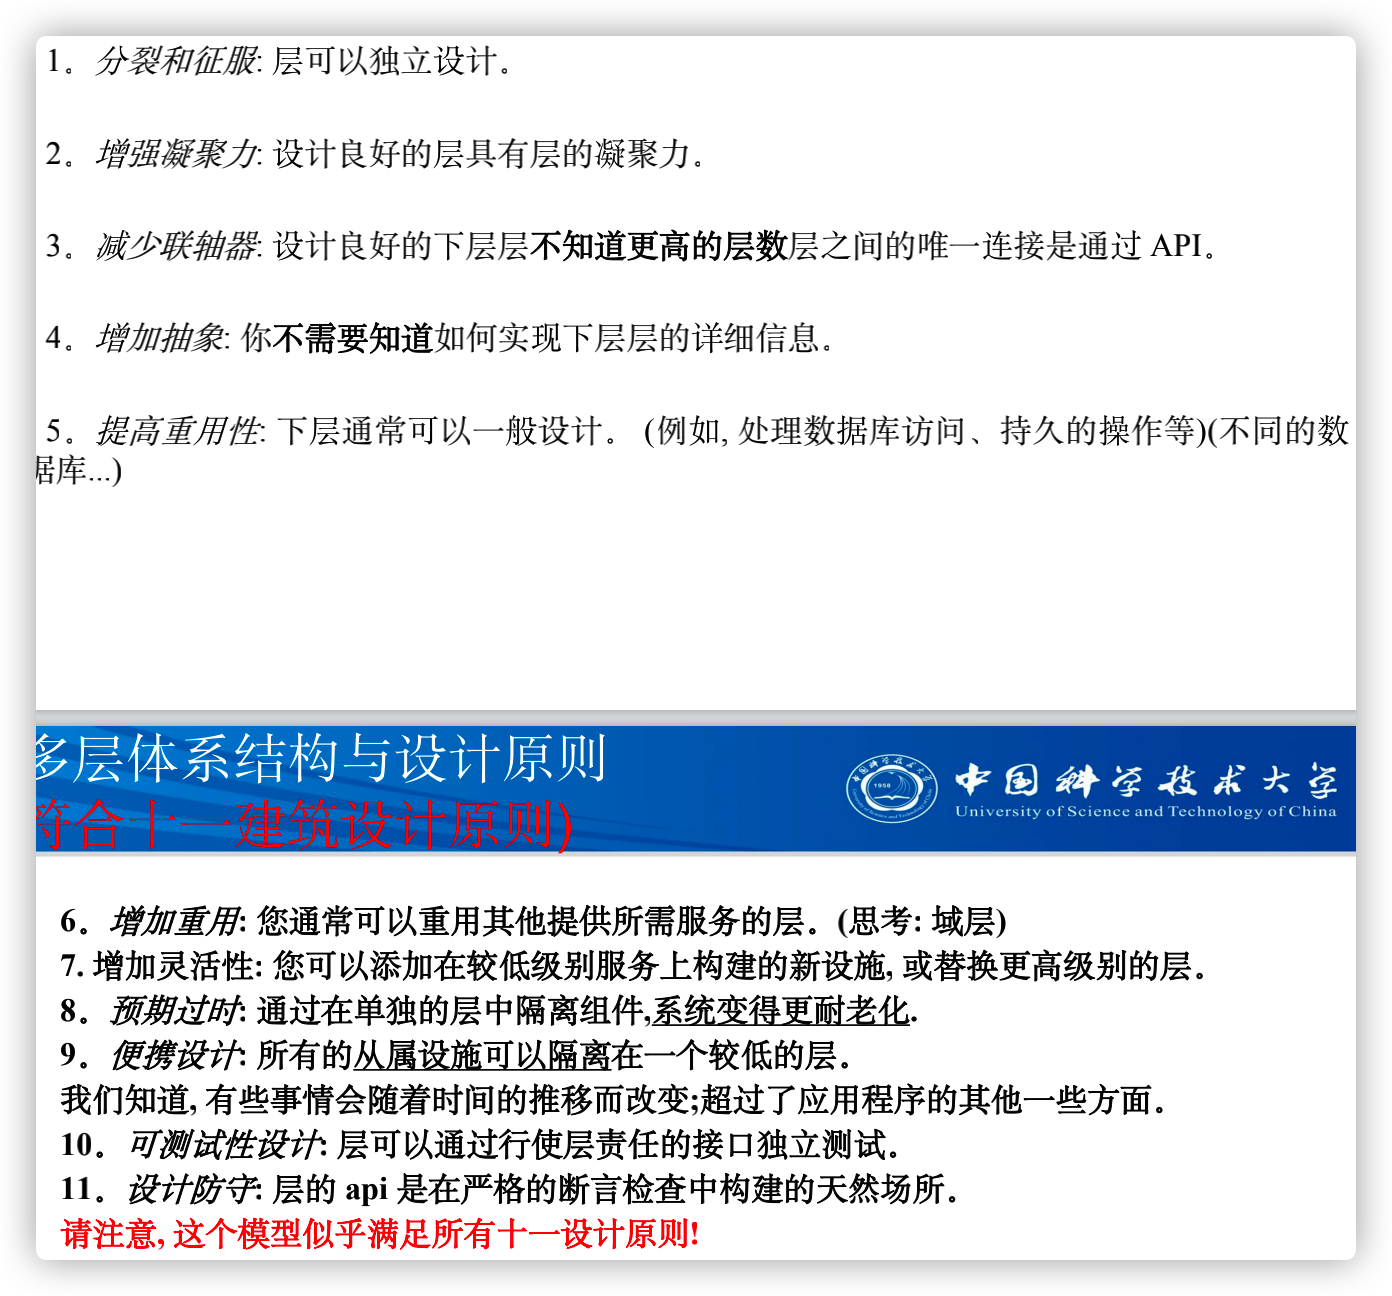 1。分裂和征服: 层可以独立设计。
2。增强凝聚力: 设计良好的层具有层的凝聚力。
3。减少联轴器: 设计良好的下层层不知道更高的层数层之间的唯一连接是通过 API。
4。增加抽象: 你不需要知道如何实现下层层的详细信息。
5。提高重用性: 下层通常可以一般设计。 (例如, 处理数据库访问、持久的操作等)(不同的数
据库...)
多层体系结构与设计原则
符合十一建筑设计原则)
1958
中国科学技术大学
University of Science and Technology of China
6。增加重用: 您通常可以重用其他提供所需服务的层。(思考: 域层)
7. 增加灵活性: 您可以添加在较低级别服务上构建的新设施, 或替换更高级别的层。
8。预期过时: 通过在单独的层中隔离组件,系统变得更耐老化.
9。便携设计: 所有的从属设施可以隔离在一个较低的层。
我们知道, 有些事情会随着时间的推移而改变;超过了应用程序的其他一些方面。
10。可测试性设计: 层可以通过行使层责任的接口独立测试。
11。设计防守: 层的 api 是在严格的断言检查中构建的天然场所。
请注意, 这个模型似乎满足所有十一设计原则!